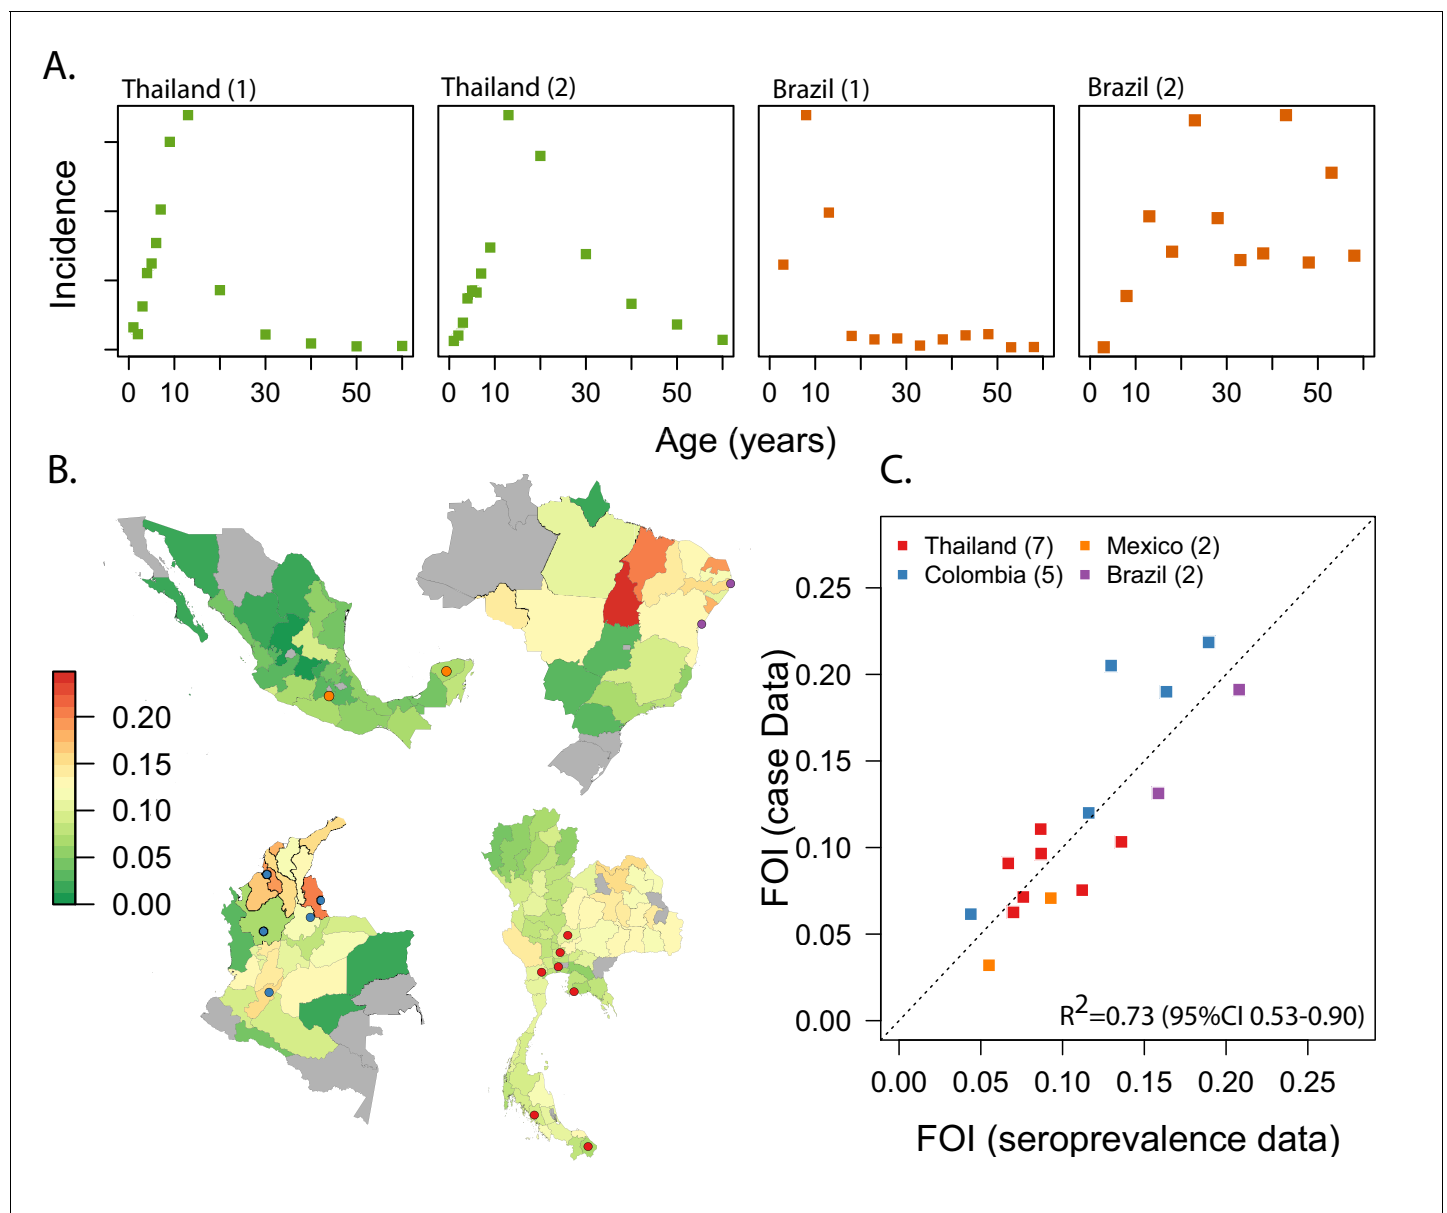 A.
Thailand (1)
Thailand (2)
Brazil (1)
Brazil (2)
Incidence
0 10 30 50
0 10 30 50
0 10 30 50
0 10 30 50
Age (years)
B.
0.20
0.15
0.10
0.05
0.00
C.
Thailand (7)
Mexico (2)
Colombia (5)
Brazil (2)
FOI (case Data)
0.25
0.20
0.15
0.10
0.05
0.00
R2=0.73 (95%CI 0.53-0.90)
0.00 0.05 0.10 0.15 0.20 0.25
FOI (seroprevalence data)